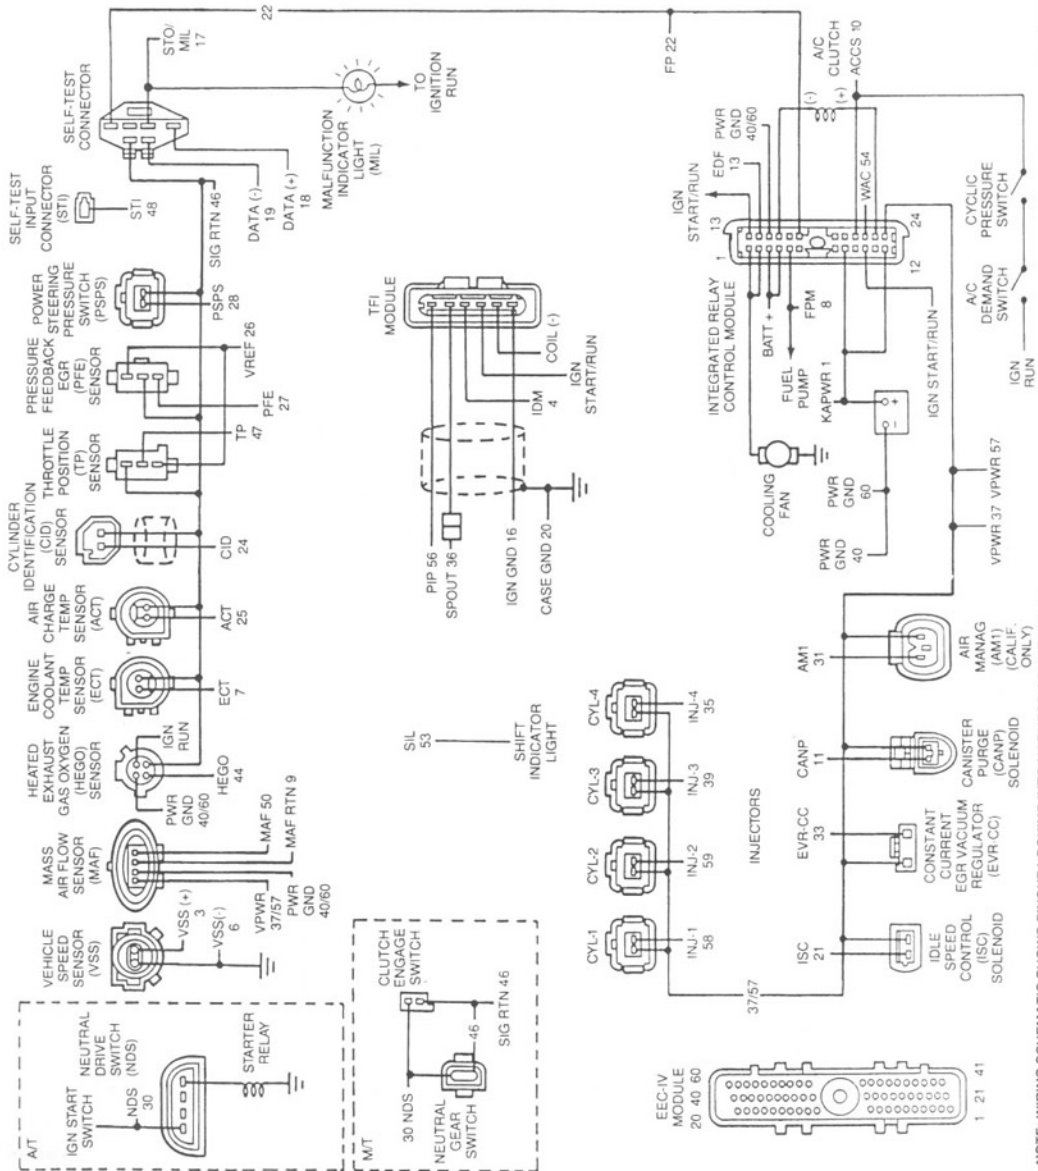 A/T
IGN START
SWITCH
NDS
30
NEUTRAL
DRIVE
SWITCH
(NDS)
STARTER
RELAY
VEHICLE
SPEED
SENSOR
(VSS)
VSS (+)
3
VSS(-)
6
MASS
AIR FLOW
SENSOR
(MAF)
MAF 50
MAF RTN 9
VPWR
37/57
PWR
GND
40/60
HEATED
EXHAUST
GAS OXYGEN
(HEGO)
SENSOR
IGN
RUN
PWR
GND
40/60
HEGO
44
ENGINE
COOLANT
TEMP
SENSOR
(ECT)
ECT
7
AIR
CHARGE
TEMP
SENSOR
(ACT)
ACT
25
CYLINDER
IDENTIFICATION
(CID)
SENSOR
CID
24
THROTTLE
POSITION
(TP)
SENSOR
TP
47
PRESSURE
FEEDBACK
EGR
(PFE)
SENSOR
VREF 26
PFE
27
POWER
STEERING
PRESSURE
SWITCH
(PSPS)
PSPS
28
SELF-TEST
INPUT
CONNECTOR
(STI)
STI
48
SELF-TEST
CONNECTOR
SIG RTN 46
DATA (-)
19
DATA (+)
18
STO/
MIL
17
22
MALFUNCTION
INDICATOR
LIGHT
(MIL)
TO
IGNITION
RUN
M/T
30 NDS
CLUTCH
ENGAGE
SWITCH
NEUTRAL
GEAR
SWITCH
46
SIG RTN 46
SIL
53
SHIFT
INDICATOR
LIGHT
TFI
MODULE
PIP 56
SPOUT 36
IGN GND 16
CASE GND 20
IDM
4
IGN
START/RUN
COIL (-)
FP 22
EEC-IV
MODULE
20 40 60
1 21 41
CYL-1
INJ-1
58
CYL-2
INJ-2
59
CYL-3
INJ-3
39
CYL-4
INJ-4
35
INJECTORS
37/57
ISC
21
IDLE
SPEED
CONTROL
(ISC)
SOLENOID
EVR-CC
33
CONSTANT
CURRENT
EGR VACUUM
REGULATOR
(EVR-CC)
CANP
11
CANISTER
PURGE
(CANP)
SOLENOID
AM1
31
AIR
MANAG
(AM1)
(CALIF.
ONLY)
INTEGRATED RELAY
CONTROL MODULE
1
13
12
24
IGN
START/RUN
EDF
13
PWR
GND
40/60
(-)
(+)
A/C
CLUTCH
ACCS 10
WAC 54
BATT +
FUEL
PUMP
FPM
8
KAPWR 1
COOLING
FAN
PWR
GND
60
PWR
GND
40
- +
IGN START/RUN
VPWR 37
VPWR 57
IGN
RUN
A/C
DEMAND
SWITCH
CYCLIC
PRESSURE
SWITCH